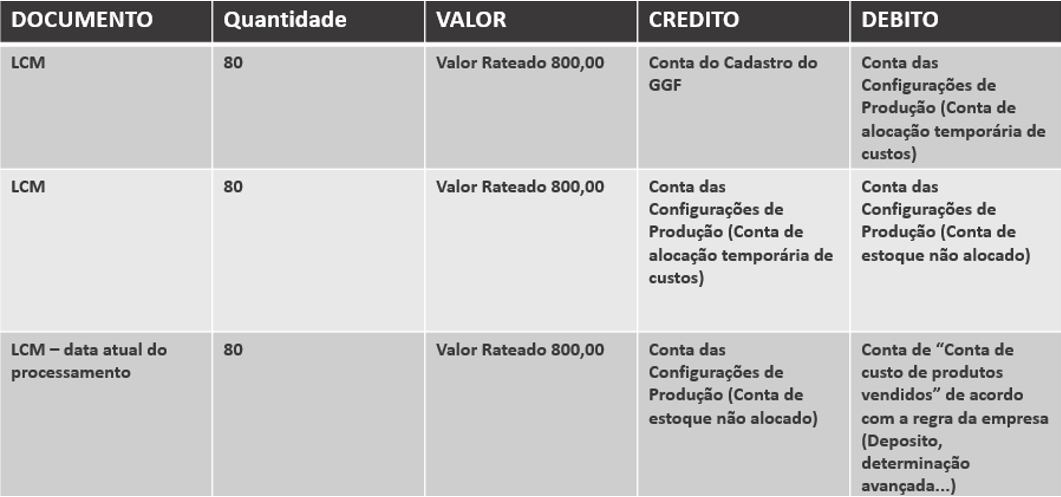 DOCUMENTO Quantidade VALOR CREDITO DEBITO
LCM
80
Valor Rateado 800,00
Conta do Cadastro do
GGF
Conta das
Configurações de
Produção (Conta de
alocação temporária de
custos)
LCM
80
Valor Rateado 800,00
Conta das
Configurações de
Produção (Conta de
alocação temporária de
custos)
Conta das
Configurações de
Produção (Conta de
estoque não alocado)
LCM – data atual do
processamento
80
Valor Rateado 800,00
Conta das
Configurações de
Produção (Conta de
estoque não alocado)
Conta de “Conta de
custo de produtos
vendidos” de acordo
com a regra da empresa
(Deposito,
determinação
avançada...)